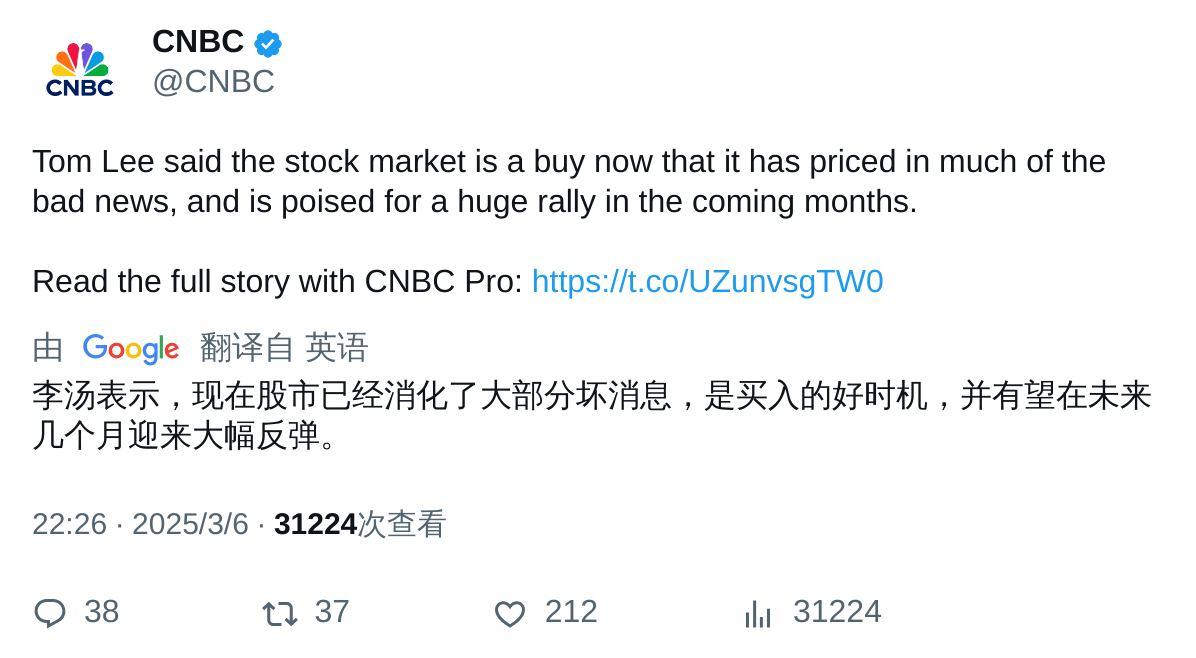 CNBC
CNBC
@CNBC
Tom Lee said the stock market is a buy now that it has priced in much of the
bad news, and is poised for a huge rally in the coming months.
Read the full story with CNBC Pro: https://t.co/UZunvsgTW0
由 Google 翻译自 英语
李汤表示，现在股市已经消化了大部分坏消息，是买入的好时机，并有望在未来
几个月迎来大幅反弹。
22:26 · 2025/3/6 · 31224次查看
38 37 212 31224